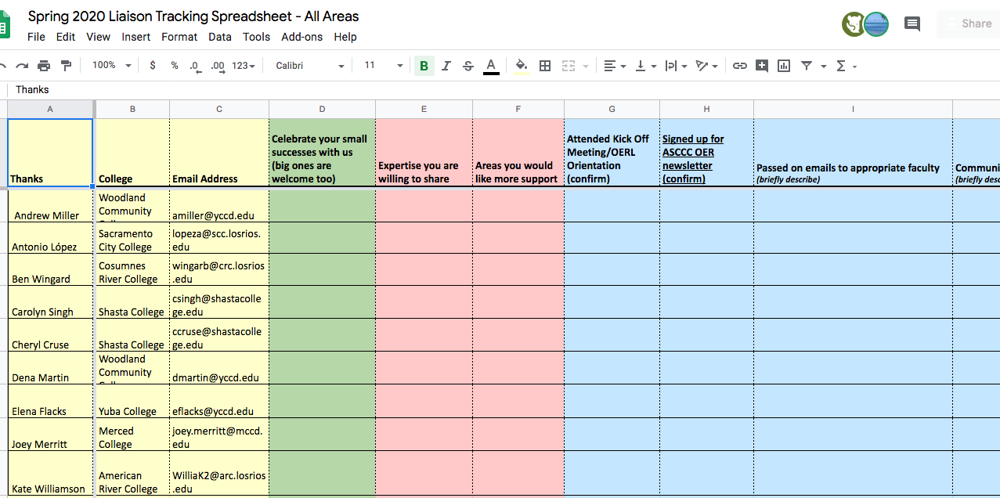 Spring 2020 Liaison Tracking Spreadsheet - All Areas
File Edit View Insert Format Data Tools Add-ons Help
Share
100% $ % .0 .00 123 Calibri 11 B I S A Σ
Thanks
A B C D E F G H I
Thanks
College
Email Address
Celebrate your small
successes with us
(big ones are
welcome too)
Expertise you are
willing to share
Areas you would
like more support
Attended Kick Off
Meeting/OERL
Orientation
(confirm)
Signed up for
ASCCC OER
newsletter
(confirm)
Passed on emails to appropriate faculty
(briefly describe)
Communi
(briefly desc
Andrew Miller
Woodland
Community
amiller@yccd.edu
Antonio López
Sacramento
City College
lopeza@scc.losrios.
edu
Ben Wingard
Cosumnes
River College
wingarb@crc.losrios
.edu
Carolyn Singh
Shasta College
csingh@shastacolle
ge.edu
Cheryl Cruse
Shasta College
ccruse@shastacolle
ge.edu
Dena Martin
Woodland
Community
dmartin@yccd.edu
Elena Flacks
Yuba College
eflacks@yccd.edu
Joey Merritt
Merced
College
joey.merritt@mccd.
edu
Kate Williamson
American
River College
WilliaK2@arc.losrios
.edu